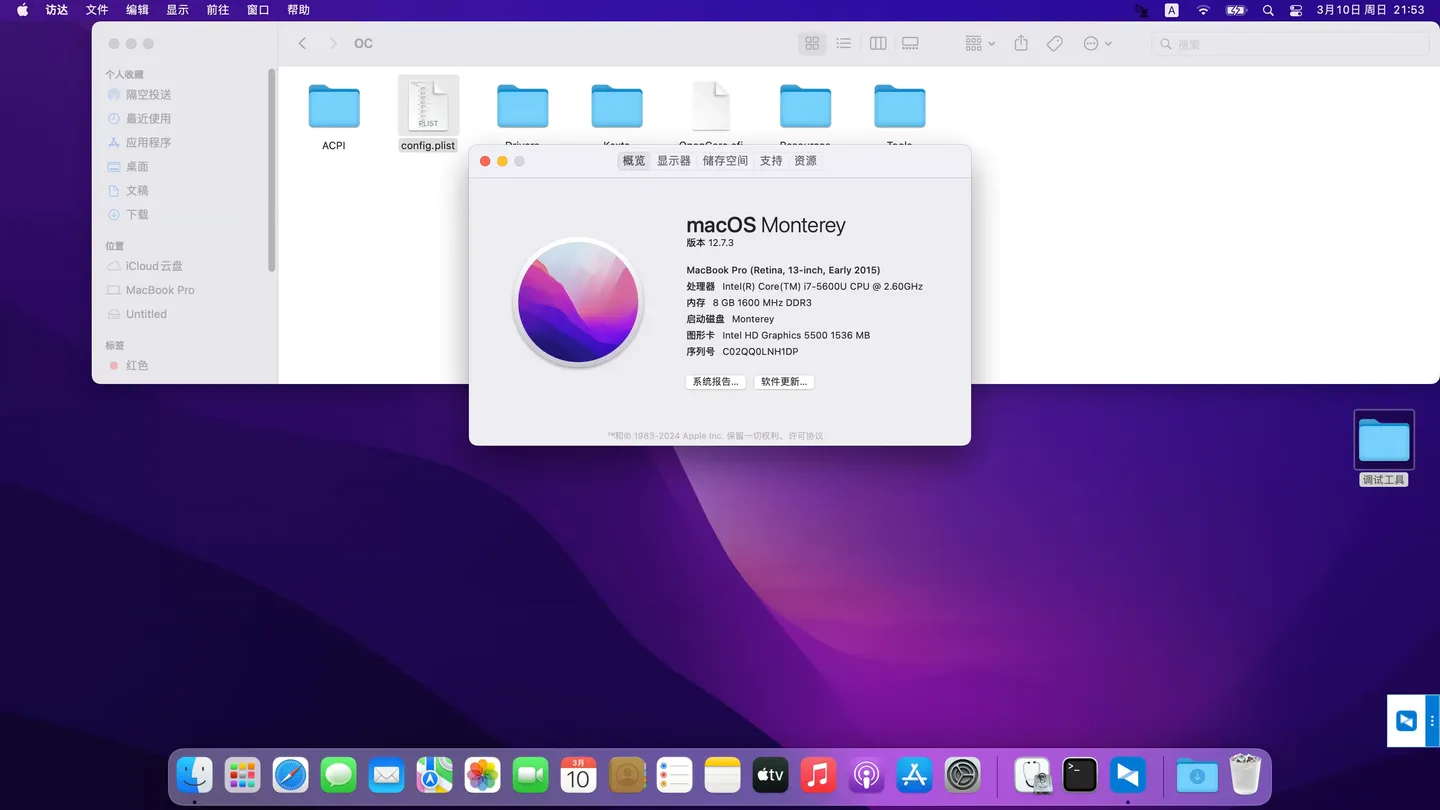 访达 文件 编辑 显示 前往 窗口 帮助 A 3月10日 周日 21:53
OC 搜索
个人收藏
隔空投送
最近使用
应用程序
桌面
文稿
下载
位置
iCloud 云盘
MacBook Pro
Untitled
标签
红色
PLIST
ACPI config.plist Drivers Kexts OpenCore.efi Resources Tools
概览 显示器 储存空间 支持 资源
macOS Monterey
版本 12.7.3
MacBook Pro (Retina, 13-inch, Early 2015)
处理器 Intel(R) Core(TM) i7-5600U CPU @ 2.60GHz
内存 8 GB 1600 MHz DDR3
启动磁盘 Monterey
图形卡 Intel HD Graphics 5500 1536 MB
序列号 C02QQ0LNH1DP
系统报告... 软件更新...
™和© 1983-2024 Apple Inc. 保留一切权利。许可协议
调试工具
3月
10
tv